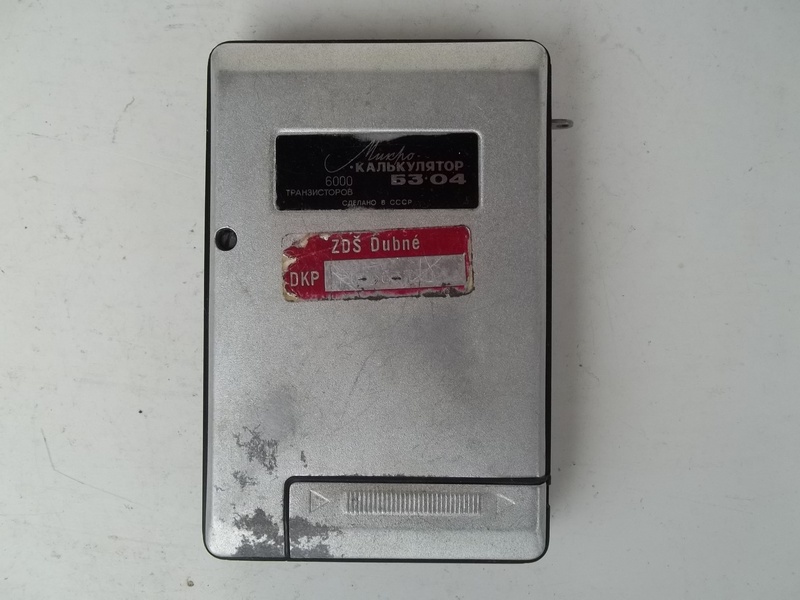 Микро-
·КАЛЬКУЛЯТОР
6000 Б3·04
ТРАНЗИСТОРОВ
СДЕЛАНО В СССР
ZDŠ Dubné
DKP